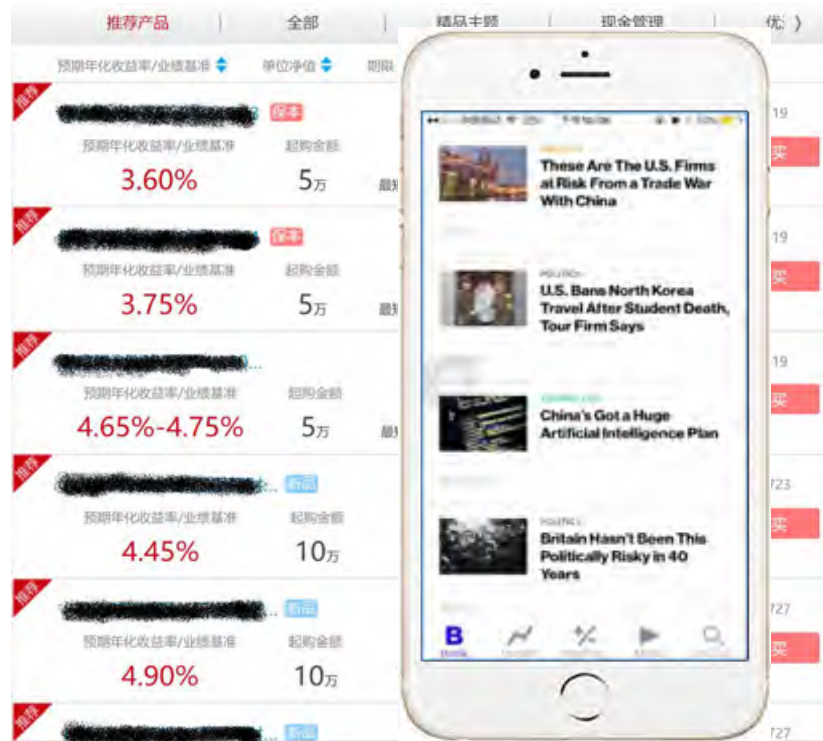 推荐产品
全部
精品主题
现金管理
预期年化收益率/业绩基准
单位净值
期限
推荐
保本
预期年化收益率/业绩基准
起购金额
3.60%
5万
19
买
推荐
保本
预期年化收益率/业绩基准
起购金额
3.75%
5万
19
买
推荐
预期年化收益率/业绩基准
起购金额
4.65%-4.75%
5万
19
买
推荐
新品
预期年化收益率/业绩基准
起购金额
4.45%
10万
723
买
推荐
新品
预期年化收益率/业绩基准
起购金额
4.90%
10万
727
买
推荐
新品
727
These Are The U.S. Firms
at Risk From a Trade War
With China
POLITICS
U.S. Bans North Korea
Travel After Student Death,
Tour Firm Says
China's Got a Huge
Artificial Intelligence Plan
POLITICS
Britain Hasn't Been This
Politically Risky in 40
Years
B